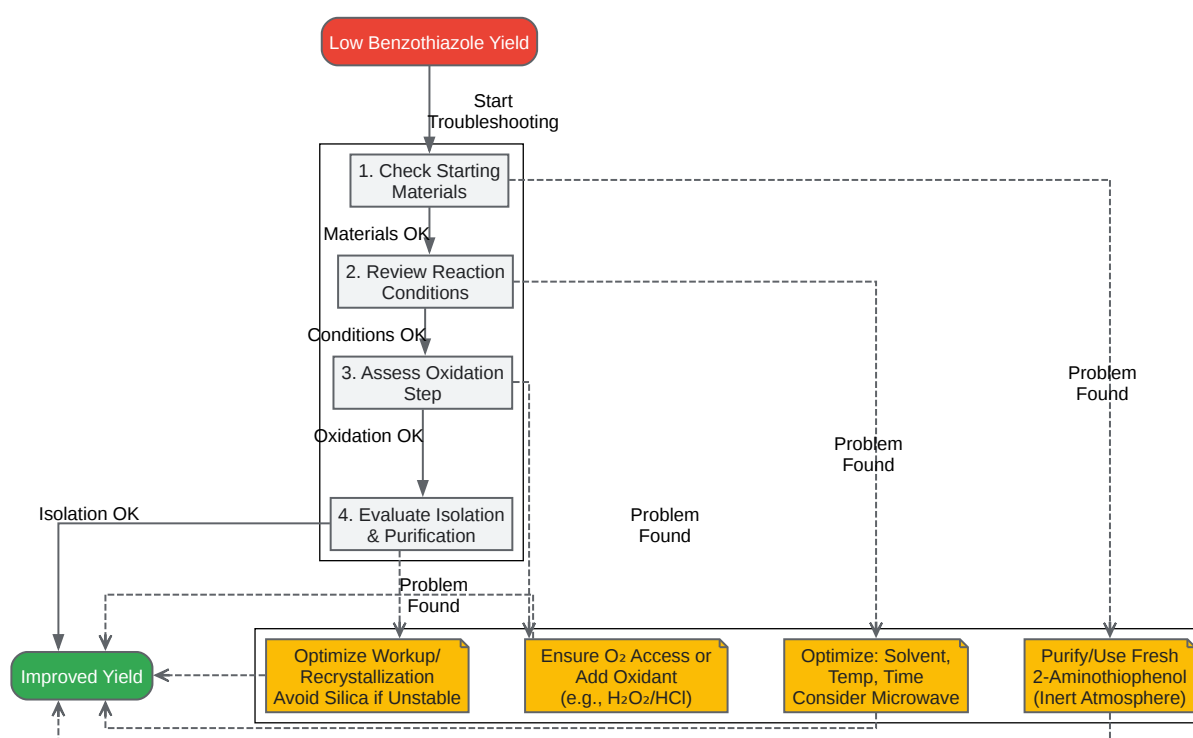 Low Benzothiazole Yield
Start
Troubleshooting
1. Check Starting
Materials
Materials OK
2. Review Reaction
Conditions
Conditions OK
3. Assess Oxidation
Step
Problem
Found
Oxidation OK
Problem
Found
Isolation OK
4. Evaluate Isolation
& Purification
Problem
Found
Problem
Found
Improved Yield
Optimize Workup/
Recrystallization
Avoid Silica if Unstable
Ensure O₂ Access or
Add Oxidant
(e.g., H₂O₂/HCl)
Optimize: Solvent,
Temp, Time
Consider Microwave
Purify/Use Fresh
2-Aminothiophenol
(Inert Atmosphere)